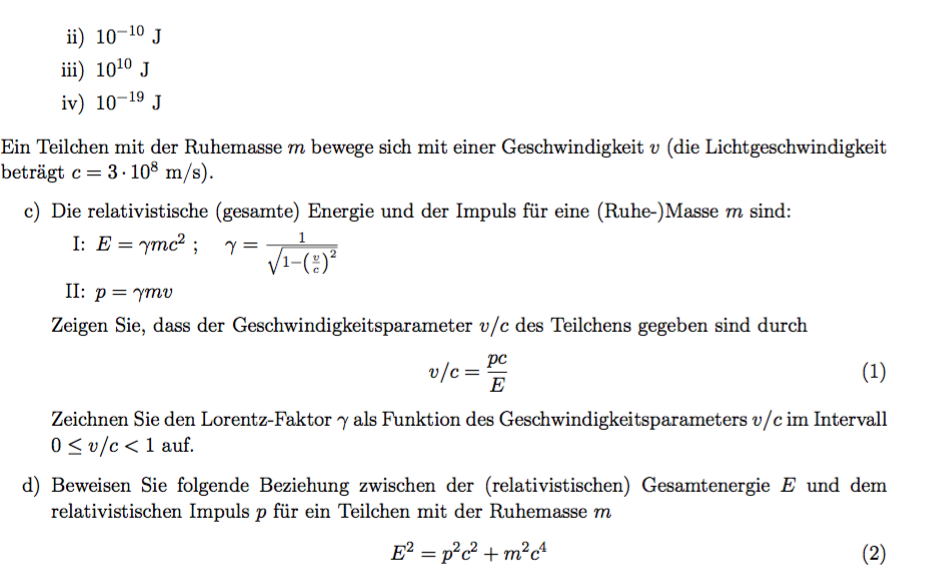 ii) 10⁻¹⁰ J
iii) 10¹⁰ J
iv) 10⁻¹⁹ J
Ein Teilchen mit der Ruhemasse m bewege sich mit einer Geschwindigkeit v (die Lichtgeschwindigkeit
beträgt c = 3 · 10⁸ m/s).
c) Die relativistische (gesamte) Energie und der Impuls für eine (Ruhe-)Masse m sind:
I: E = γmc² ; γ = 1/√(1−(v/c)²)
II: p = γmv
Zeigen Sie, dass der Geschwindigkeitsparameter v/c des Teilchens gegeben sind durch
v/c = pc/E (1)
Zeichnen Sie den Lorentz-Faktor γ als Funktion des Geschwindigkeitsparameters v/c im Intervall
0 ≤ v/c < 1 auf.
d) Beweisen Sie folgende Beziehung zwischen der (relativistischen) Gesamtenergie E und dem
relativistischen Impuls p für ein Teilchen mit der Ruhemasse m
E² = p²c² + m²c⁴ (2)